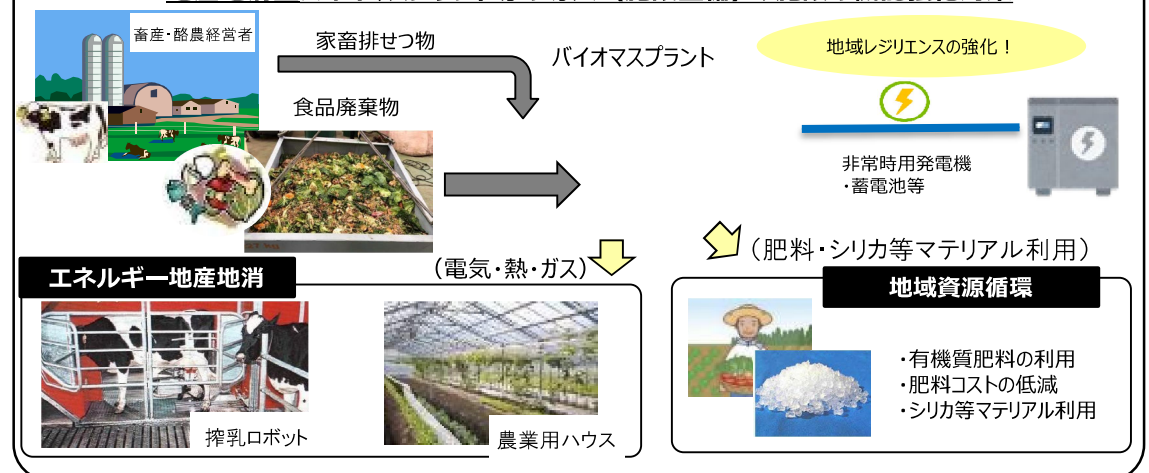 畜産・酪農経営者
家畜排せつ物
バイオマスプラント
地域レジリエンスの強化！
食品廃棄物
非常時用発電機
・蓄電池等
（電気・熱・ガス）
（肥料・シリカ等マテリアル利用）
エネルギー地産地消
地域資源循環
・有機質肥料の利用
・肥料コストの低減
・シリカ等マテリアル利用
搾乳ロボット
農業用ハウス